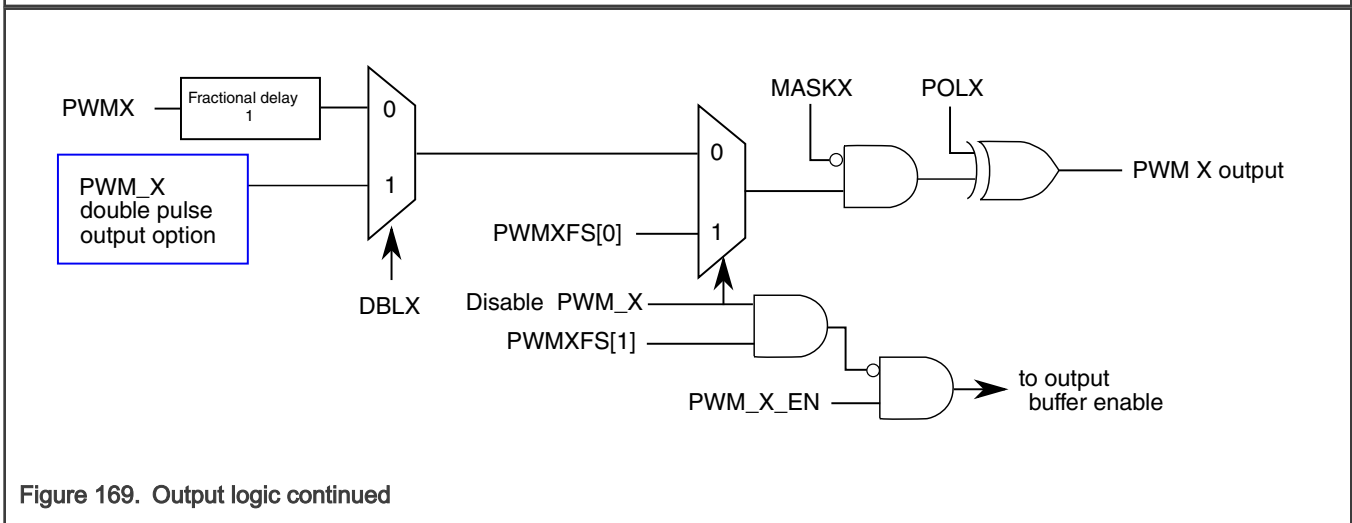 PWMX
Fractional delay
1
0
1
PWM_X
double pulse
output option
DBLX
0
1
PWMXFS[0]
Disable PWM_X
PWMXFS[1]
PWM_X_EN
MASKX
POLX
PWM X output
to output
buffer enable
Figure 169. Output logic continued